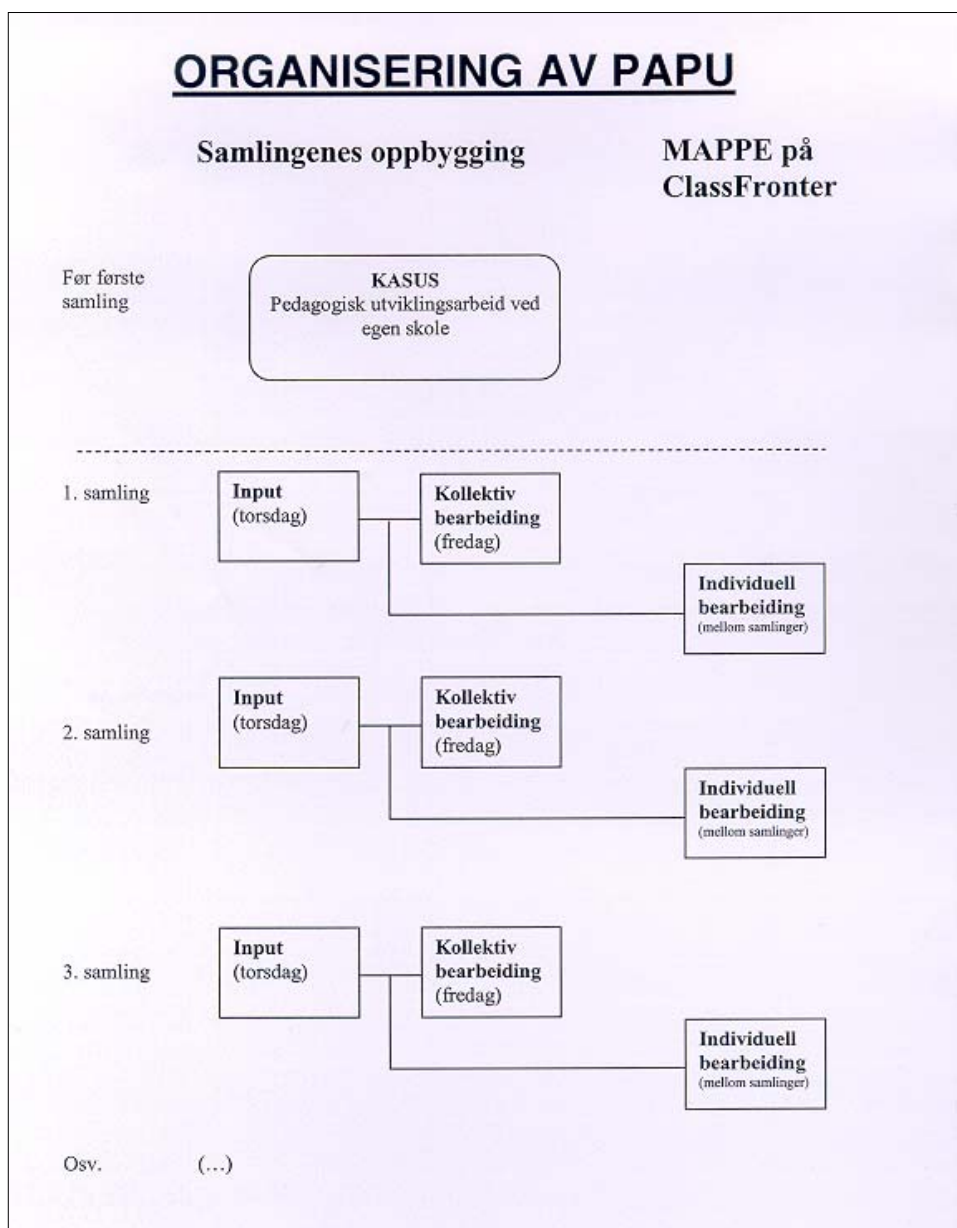 ORGANISERING AV PAPU
Samlingenes oppbygging
MAPPE på
ClassFronter
Før første
samling
KASUS
Pedagogisk utviklingsarbeid ved
egen skole
1. samling
Input
(torsdag)
Kollektiv
bearbeiding
(fredag)
Individuell
bearbeiding
(mellom samlinger)
2. samling
Input
(torsdag)
Kollektiv
bearbeiding
(fredag)
Individuell
bearbeiding
(mellom samlinger)
3. samling
Input
(torsdag)
Kollektiv
bearbeiding
(fredag)
Individuell
bearbeiding
(mellom samlinger)
Osv. (...)